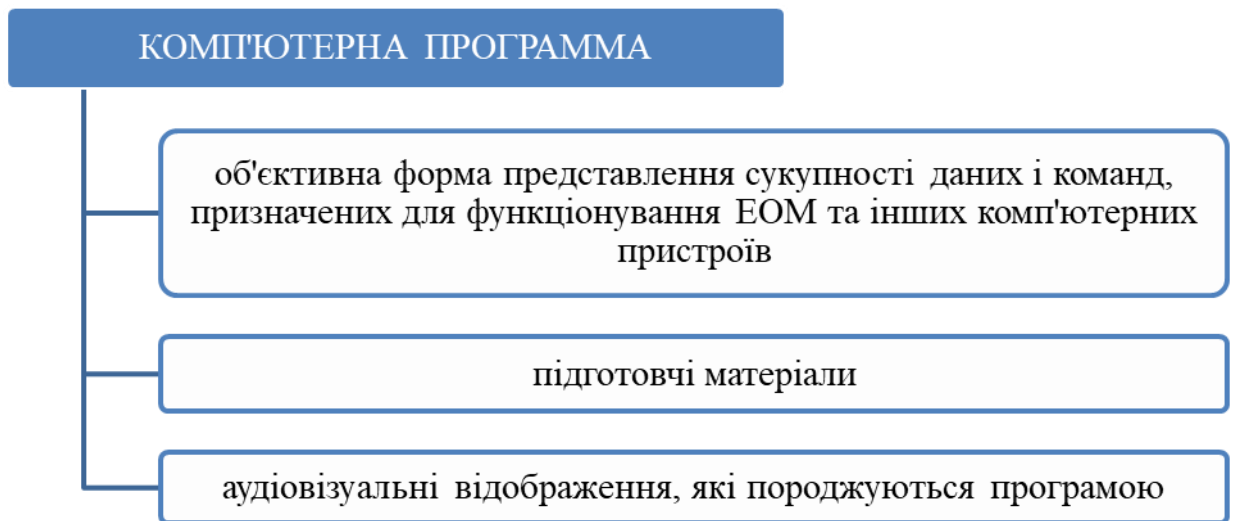 КОМП'ЮТЕРНА ПРОГРАММА
об'єктивна форма представлення сукупності даних і команд,
призначених для функціонування ЕОМ та інших комп'ютерних
пристроїв
підготовчі матеріали
аудіовізуальні відображення, які породжуються програмою